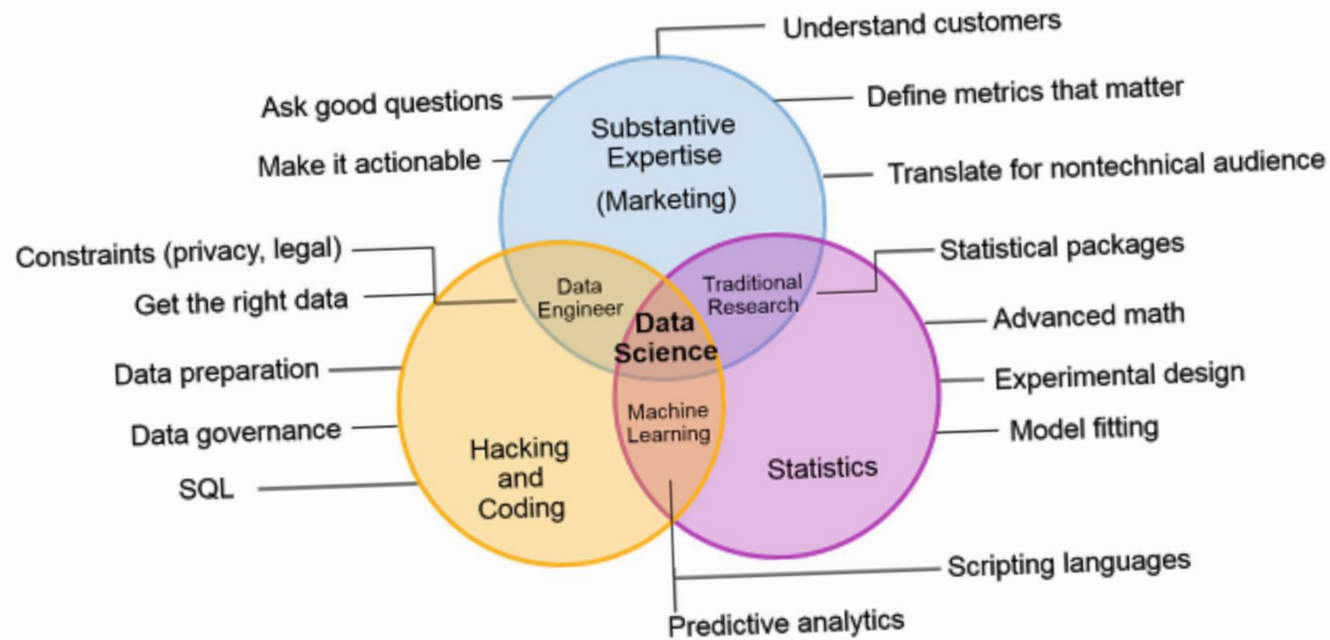 Understand customers
Ask good questions
Define metrics that matter
Substantive
Expertise
(Marketing)
Make it actionable
Translate for nontechnical audience
Constraints (privacy, legal)
Statistical packages
Get the right data
Data
Engineer
Traditional
Research
Data
Science
Advanced math
Data preparation
Experimental design
Machine
Learning
Data governance
Model fitting
Hacking
and
Coding
Statistics
SQL
Scripting languages
Predictive analytics